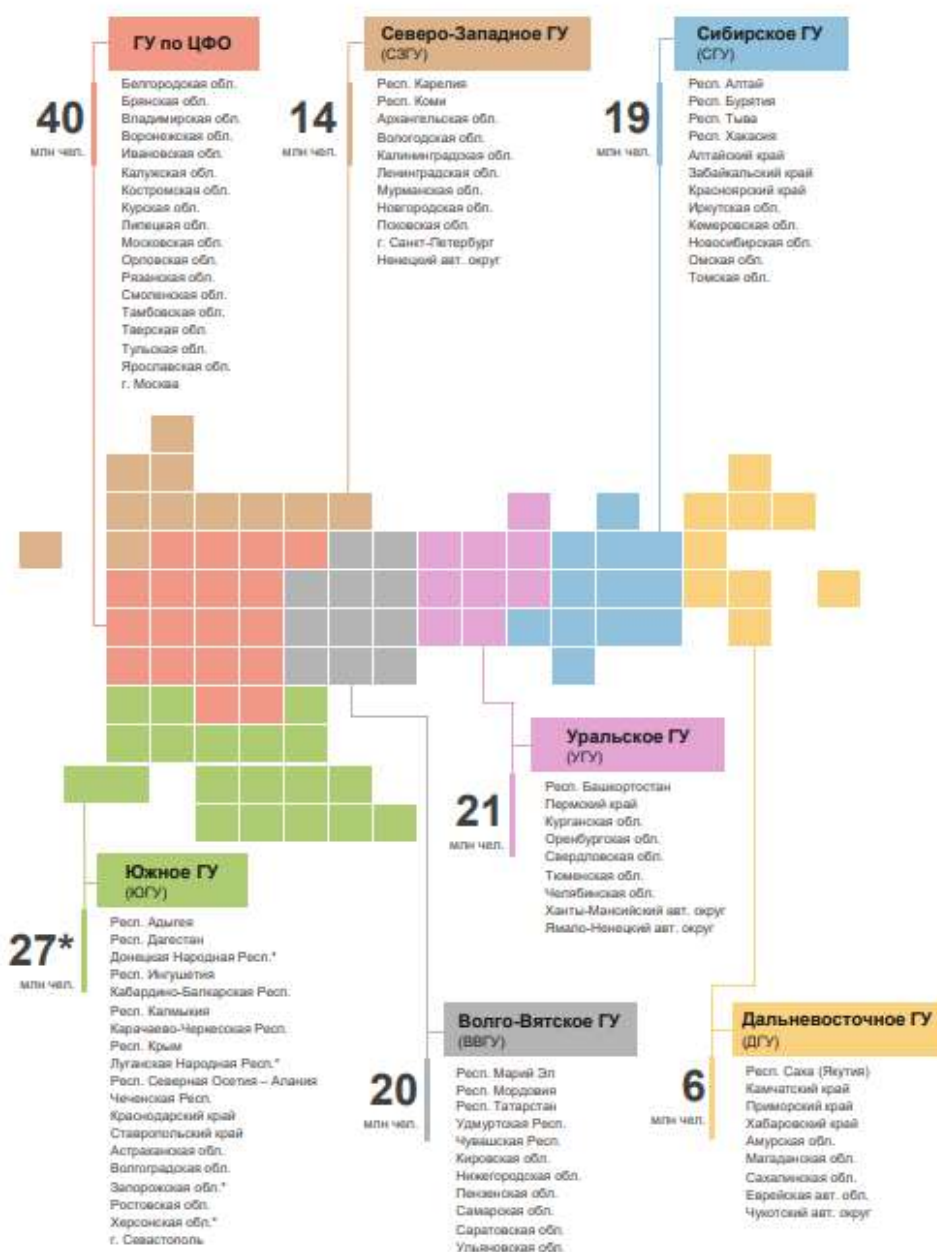 ГУ по ЦФО
40
млн чел.
Белгородская обл.
Брянская обл.
Владимирская обл.
Воронежская обл.
Ивановская обл.
Калужская обл.
Костромская обл.
Курская обл.
Липецкая обл.
Московская обл.
Орловская обл.
Рязанская обл.
Смоленская обл.
Тамбовская обл.
Тверская обл.
Тульская обл.
Ярославская обл.
г. Москва
Северо-Западное ГУ
(СЗГУ)
14
млн чел.
Респ. Карелия
Респ. Коми
Архангельская обл.
Вологодская обл.
Калининградская обл.
Ленинградская обл.
Мурманская обл.
Новгородская обл.
Псковская обл.
г. Санкт-Петербург
Ненецкий авт. округ
Сибирское ГУ
(СГУ)
19
млн чел.
Респ. Алтай
Респ. Бурятия
Респ. Тыва
Респ. Хакасия
Алтайский край
Забайкальский край
Красноярский край
Иркутская обл.
Кемеровская обл.
Новосибирская обл.
Омская обл.
Томская обл.
Уральское ГУ
(УГУ)
21
млн чел.
Респ. Башкортостан
Пермский край
Курганская обл.
Оренбургская обл.
Свердловская обл.
Тюменская обл.
Челябинская обл.
Ханты-Мансийский авт. округ
Ямало-Ненецкий авт. округ
Южное ГУ
(ЮГУ)
27*
млн чел.
Респ. Адыгея
Респ. Дагестан
Донецкая Народная Респ.*
Респ. Ингушетия
Кабардино-Балкарская Респ.
Респ. Калмыкия
Карачаево-Черкесская Респ.
Респ. Крым
Луганская Народная Респ.*
Респ. Северная Осетия – Алания
Чеченская Респ.
Краснодарский край
Ставропольский край
Астраханская обл.
Волгоградская обл.
Запорожская обл.*
Ростовская обл.
Херсонская обл.*
г. Севастополь
Волго-Вятское ГУ
(ВВГУ)
20
млн чел.
Респ. Марий Эл
Респ. Мордовия
Респ. Татарстан
Удмуртская Респ.
Чувашская Респ.
Кировская обл.
Нижегородская обл.
Пензенская обл.
Самарская обл.
Саратовская обл.
Ульяновская обл.
Дальневосточное ГУ
(ДГУ)
6
млн чел.
Респ. Саха (Якутия)
Камчатский край
Приморский край
Хабаровский край
Амурская обл.
Магаданская обл.
Сахалинская обл.
Еврейская авт. обл.
Чукотский авт. округ